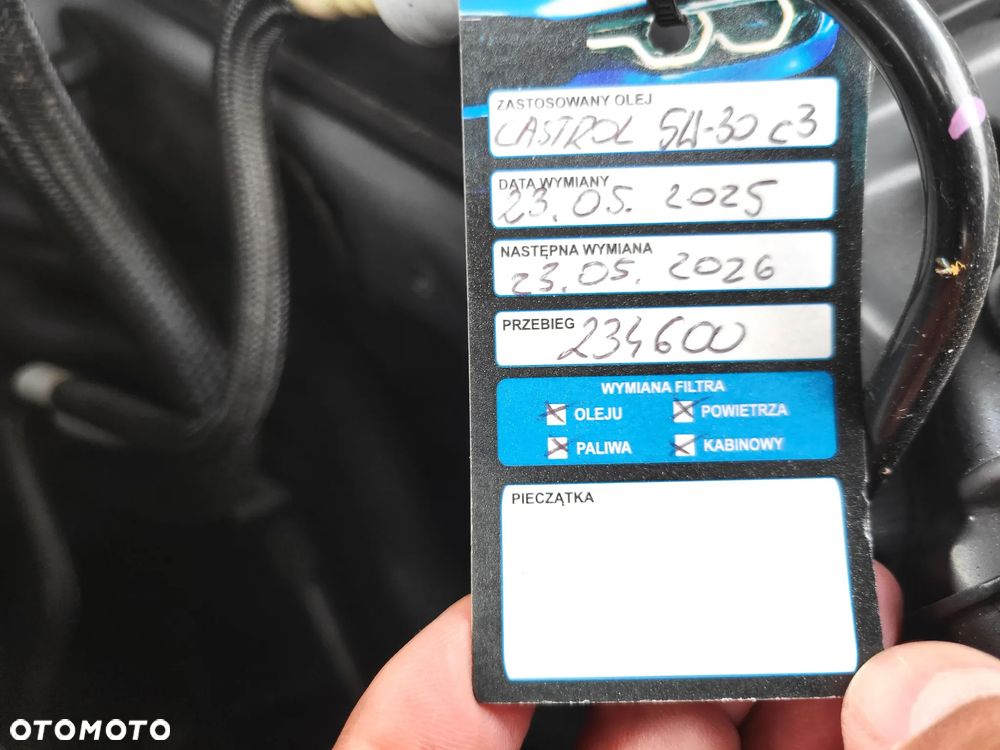 ZASTOSOWANY OLEJ
CASTROL 5W-30 c3
DATA WYMIANY
23.05. 2025
NASTĘPNA WYMIANA
23.05. 2026
PRZEBIEG 234600
WYMIANA FILTRA
OLEJU POWIETRZA
PALIWA KABINOWY
PIECZĄTKA
OTOMOTO